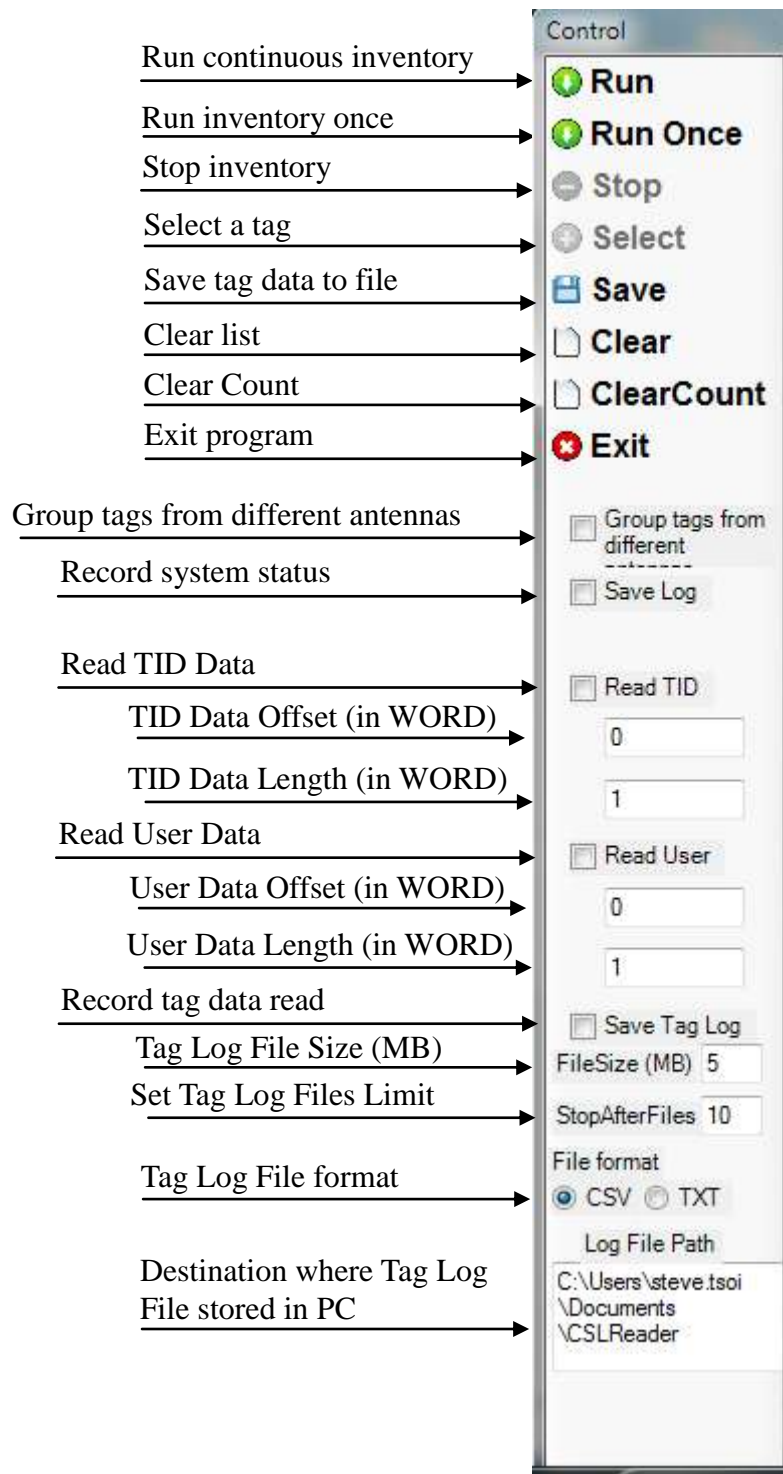 Control
Run continuous inventory
Run
Run inventory once
Run Once
Stop inventory
Stop
Select a tag
Select
Save tag data to file
Save
Clear list
Clear
Clear Count
ClearCount
Exit program
Exit
Group tags from different antennas
Group tags from
different
Record system status
Save Log
Read TID Data
Read TID
TID Data Offset (in WORD)
0
TID Data Length (in WORD)
1
Read User Data
Read User
User Data Offset (in WORD)
0
User Data Length (in WORD)
1
Record tag data read
Save Tag Log
Tag Log File Size (MB)
FileSize (MB) 5
Set Tag Log Files Limit
StopAfterFiles 10
File format
Tag Log File format
CSV TXT
Log File Path
Destination where Tag Log
File stored in PC
C:\Users\steve.tsoi
\Documents
\CSLReader